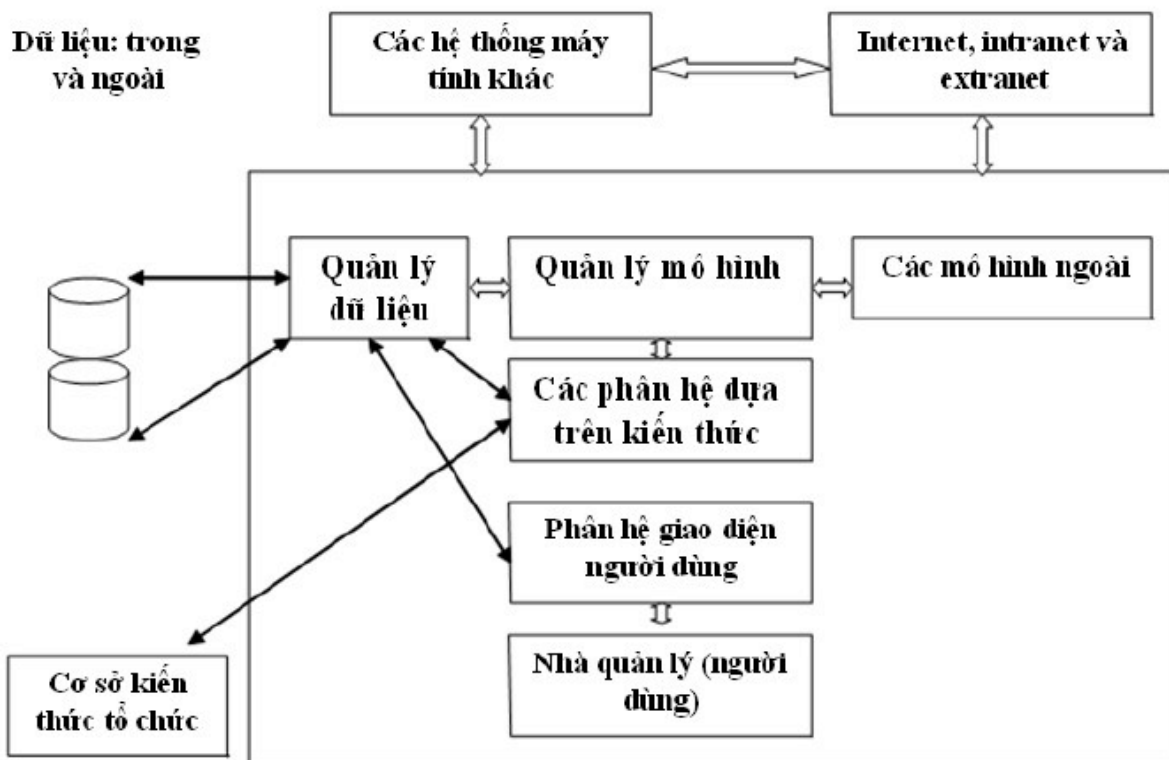 Dữ liệu: trong
và ngoài
Các hệ thống máy
tính khác
Internet, intranet và
extranet
Quản lý
dữ liệu
Quản lý mô hình
Các mô hình ngoài
Các phân hệ dựa
trên kiến thức
Phân hệ giao diện
người dùng
Nhà quản lý (người
dùng)
Cơ sở kiến
thức tổ chức